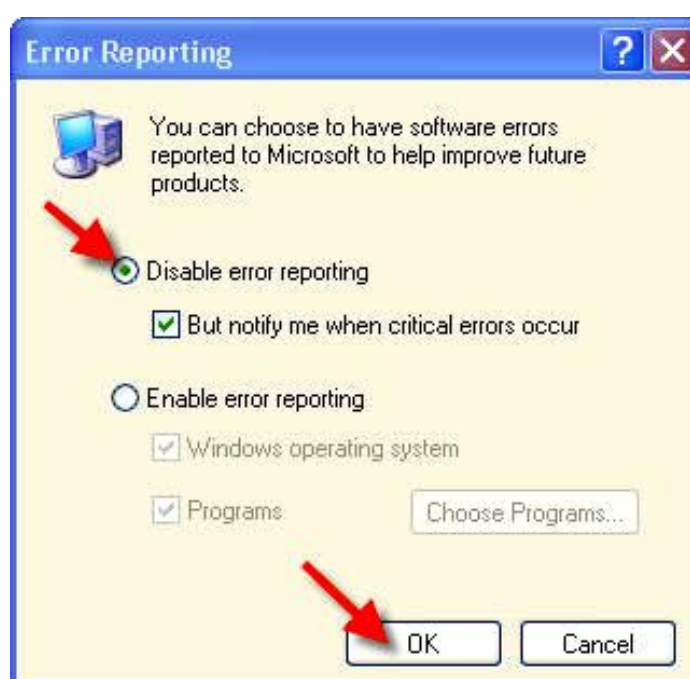 Error Reporting
You can choose to have software errors
reported to Microsoft to help improve future
products.
Disable error reporting
But notify me when critical errors occur
Enable error reporting
Windows operating system
Programs
Choose Programs...
OK
Cancel